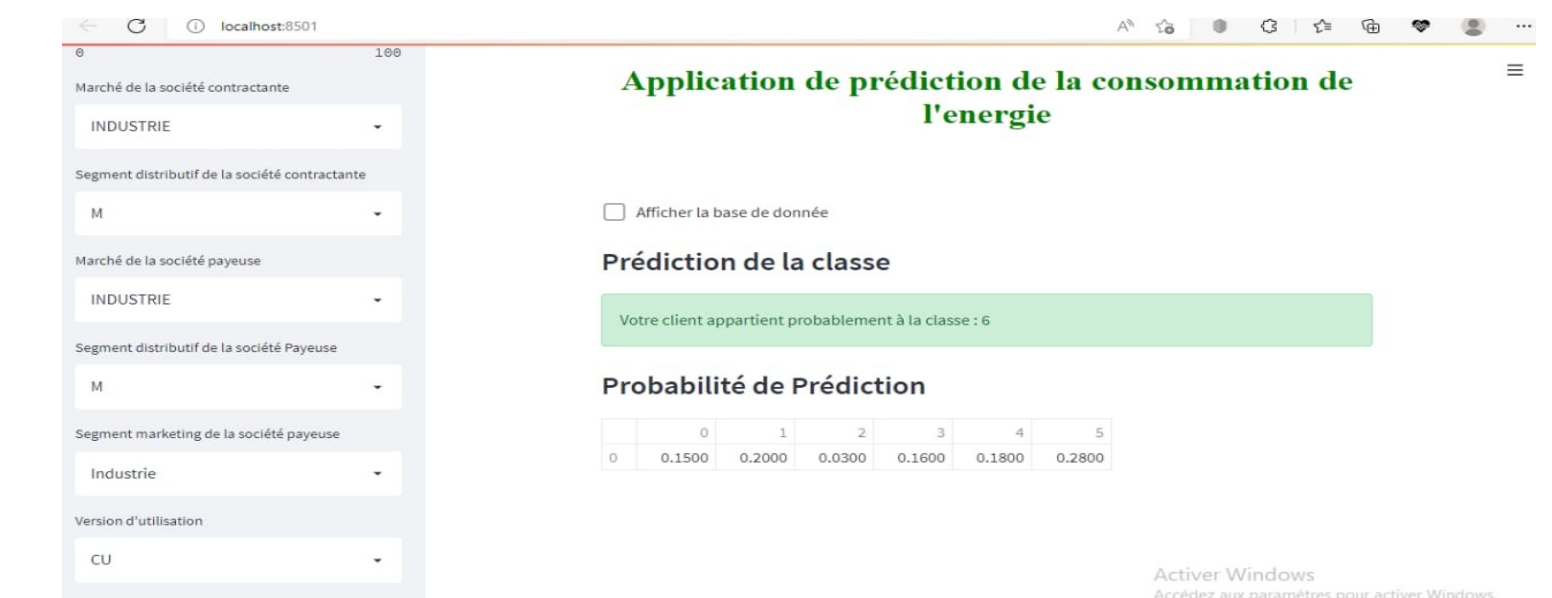 localhost:8501
0 100
Marché de la société contractante
INDUSTRIE
Segment distributif de la société contractante
M
Marché de la société payeuse
INDUSTRIE
Segment distributif de la société Payeuse
M
Segment marketing de la société payeuse
Industrie
Version d'utilisation
CU
Application de prédiction de la consommation de
l'energie
Afficher la base de donnée
Prédiction de la classe
Votre client appartient probablement à la classe : 6
Probabilité de Prédiction
0 1 2 3 4 5
0 0.1500 0.2000 0.0300 0.1600 0.1800 0.2800
Activer Windows
Accédez aux paramètres pour activer Windows.